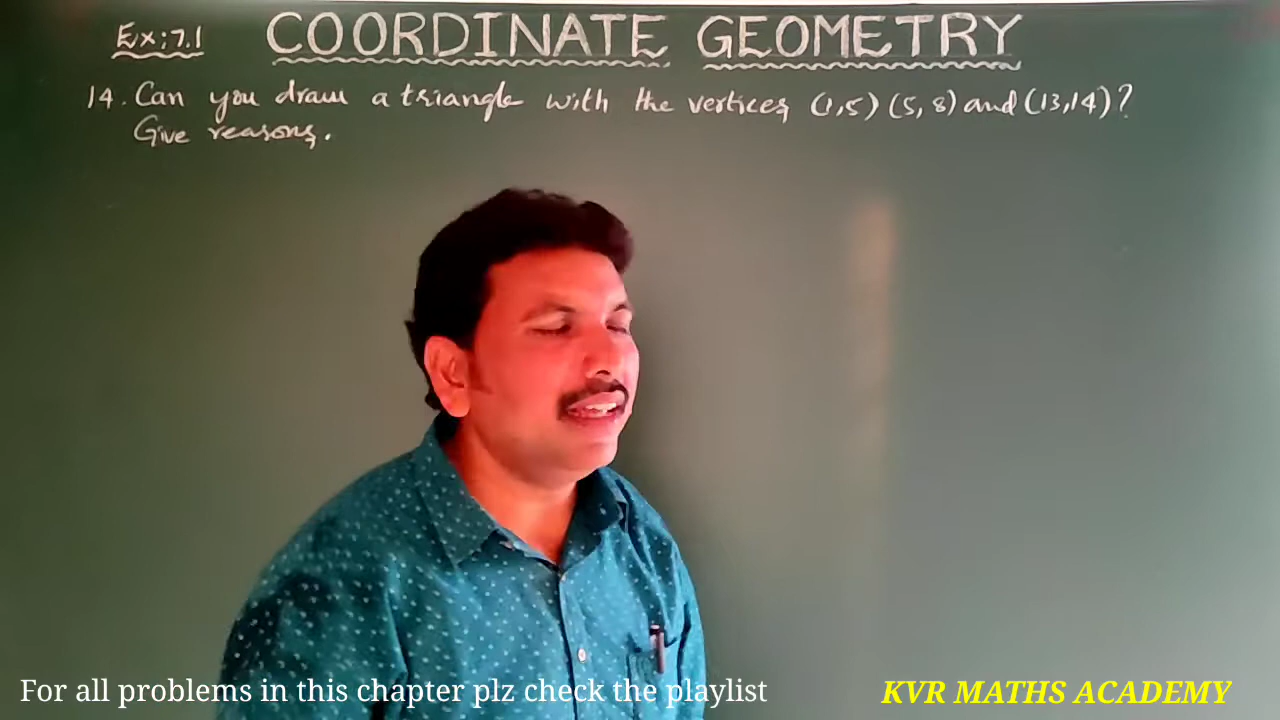 Ex:7.1 COORDINATE GEOMETRY
14. Can you draw a triangle with the vertices (1,5) (5, 8) and (13,14)?
Give reasons.
For all problems in this chapter plz check the playlist
KVR MATHS ACADEMY